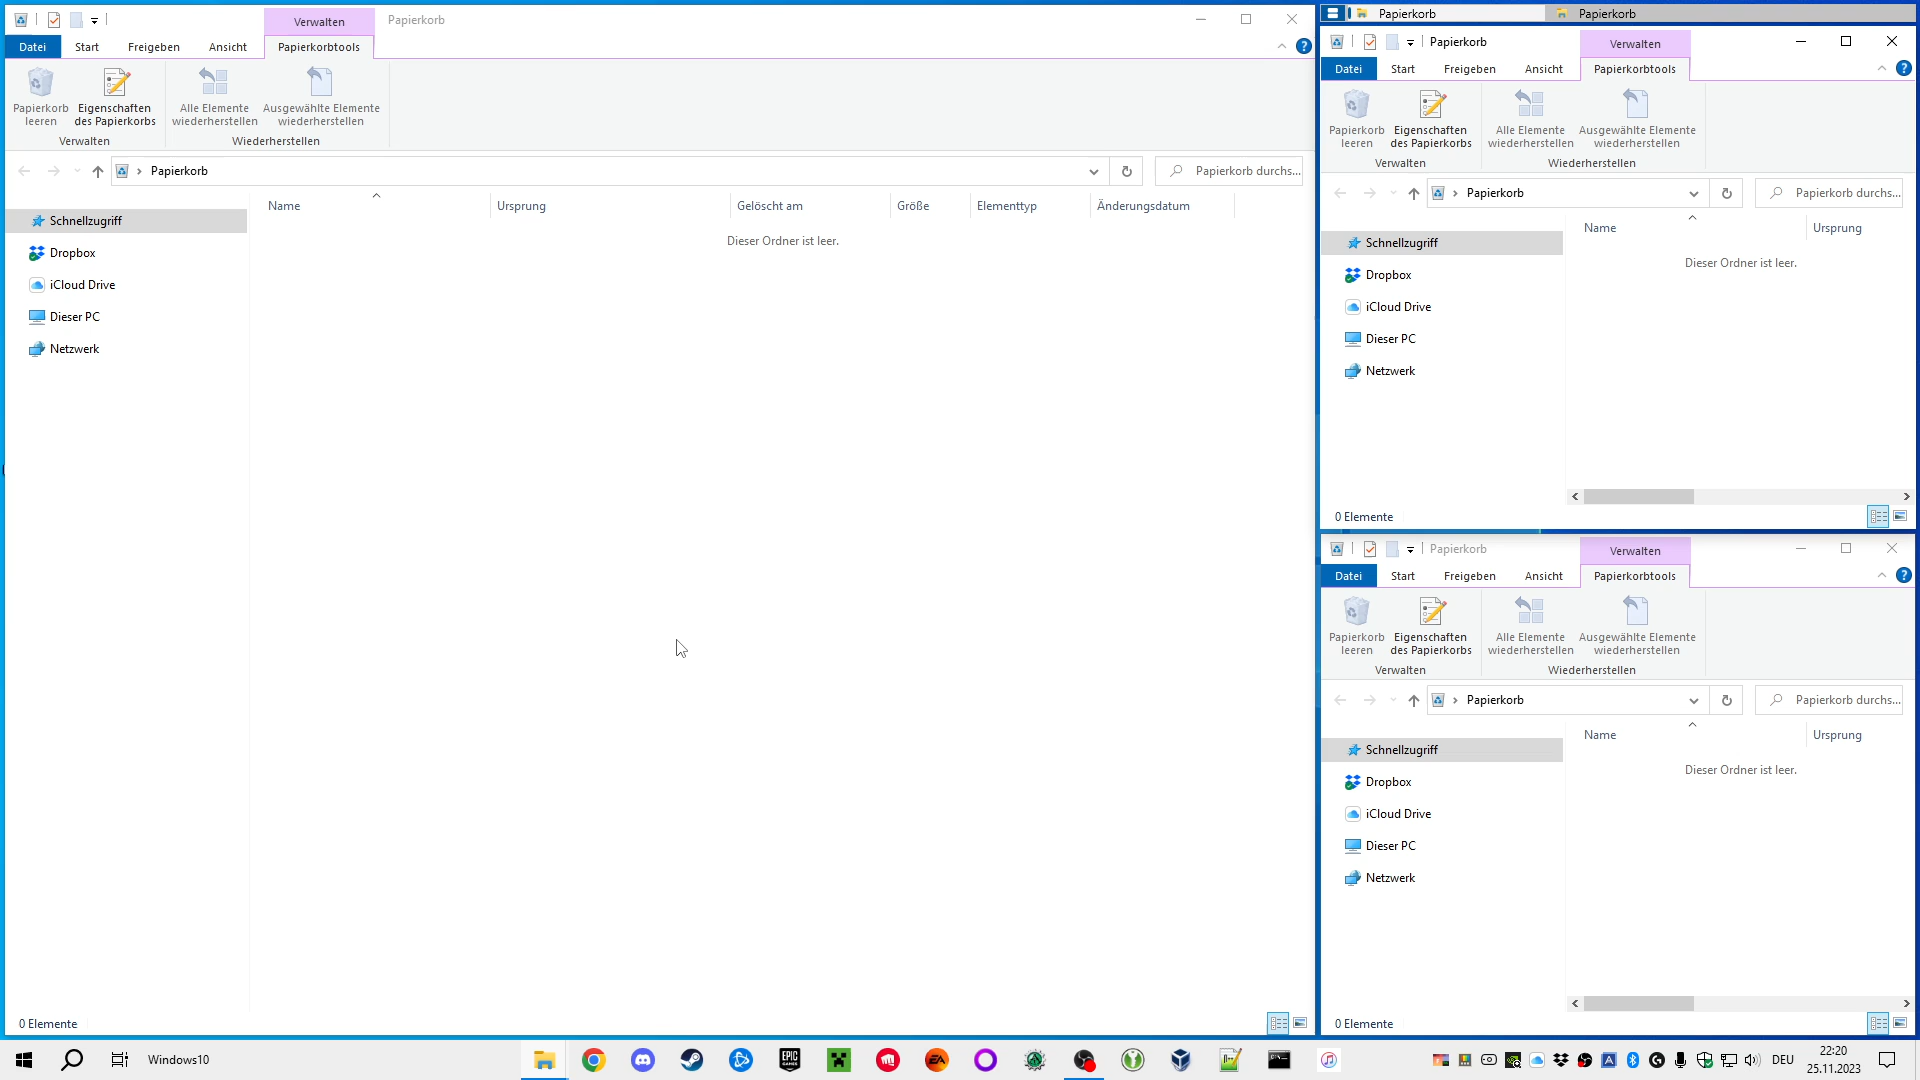 Verwalten
Papierkorb
Datei
Start
Freigeben
Ansicht
Papierkorbtools
Papierkorb leeren
Eigenschaften des Papierkorbs
Alle Elemente wiederherstellen
Ausgewählte Elemente wiederherstellen
Verwalten
Wiederherstellen
Papierkorb
Papierkorb durchs...
Name
Ursprung
Gelöscht am
Größe
Elementtyp
Änderungsdatum
Dieser Ordner ist leer.
Schnellzugriff
Dropbox
iCloud Drive
Dieser PC
Netzwerk
0 Elemente
Papierkorb
Papierkorb
Papierkorb
Verwalten
Datei
Start
Freigeben
Ansicht
Papierkorbtools
Papierkorb leeren
Eigenschaften des Papierkorbs
Alle Elemente wiederherstellen
Ausgewählte Elemente wiederherstellen
Verwalten
Wiederherstellen
Papierkorb
Papierkorb durchs...
Name
Ursprung
Dieser Ordner ist leer.
Schnellzugriff
Dropbox
iCloud Drive
Dieser PC
Netzwerk
0 Elemente
Papierkorb
Verwalten
Datei
Start
Freigeben
Ansicht
Papierkorbtools
Papierkorb leeren
Eigenschaften des Papierkorbs
Alle Elemente wiederherstellen
Ausgewählte Elemente wiederherstellen
Verwalten
Wiederherstellen
Papierkorb
Papierkorb durchs...
Name
Ursprung
Dieser Ordner ist leer.
Schnellzugriff
Dropbox
iCloud Drive
Dieser PC
Netzwerk
0 Elemente
Windows10
EPIC GAMES
EA
DEU
22:20
25.11.2023